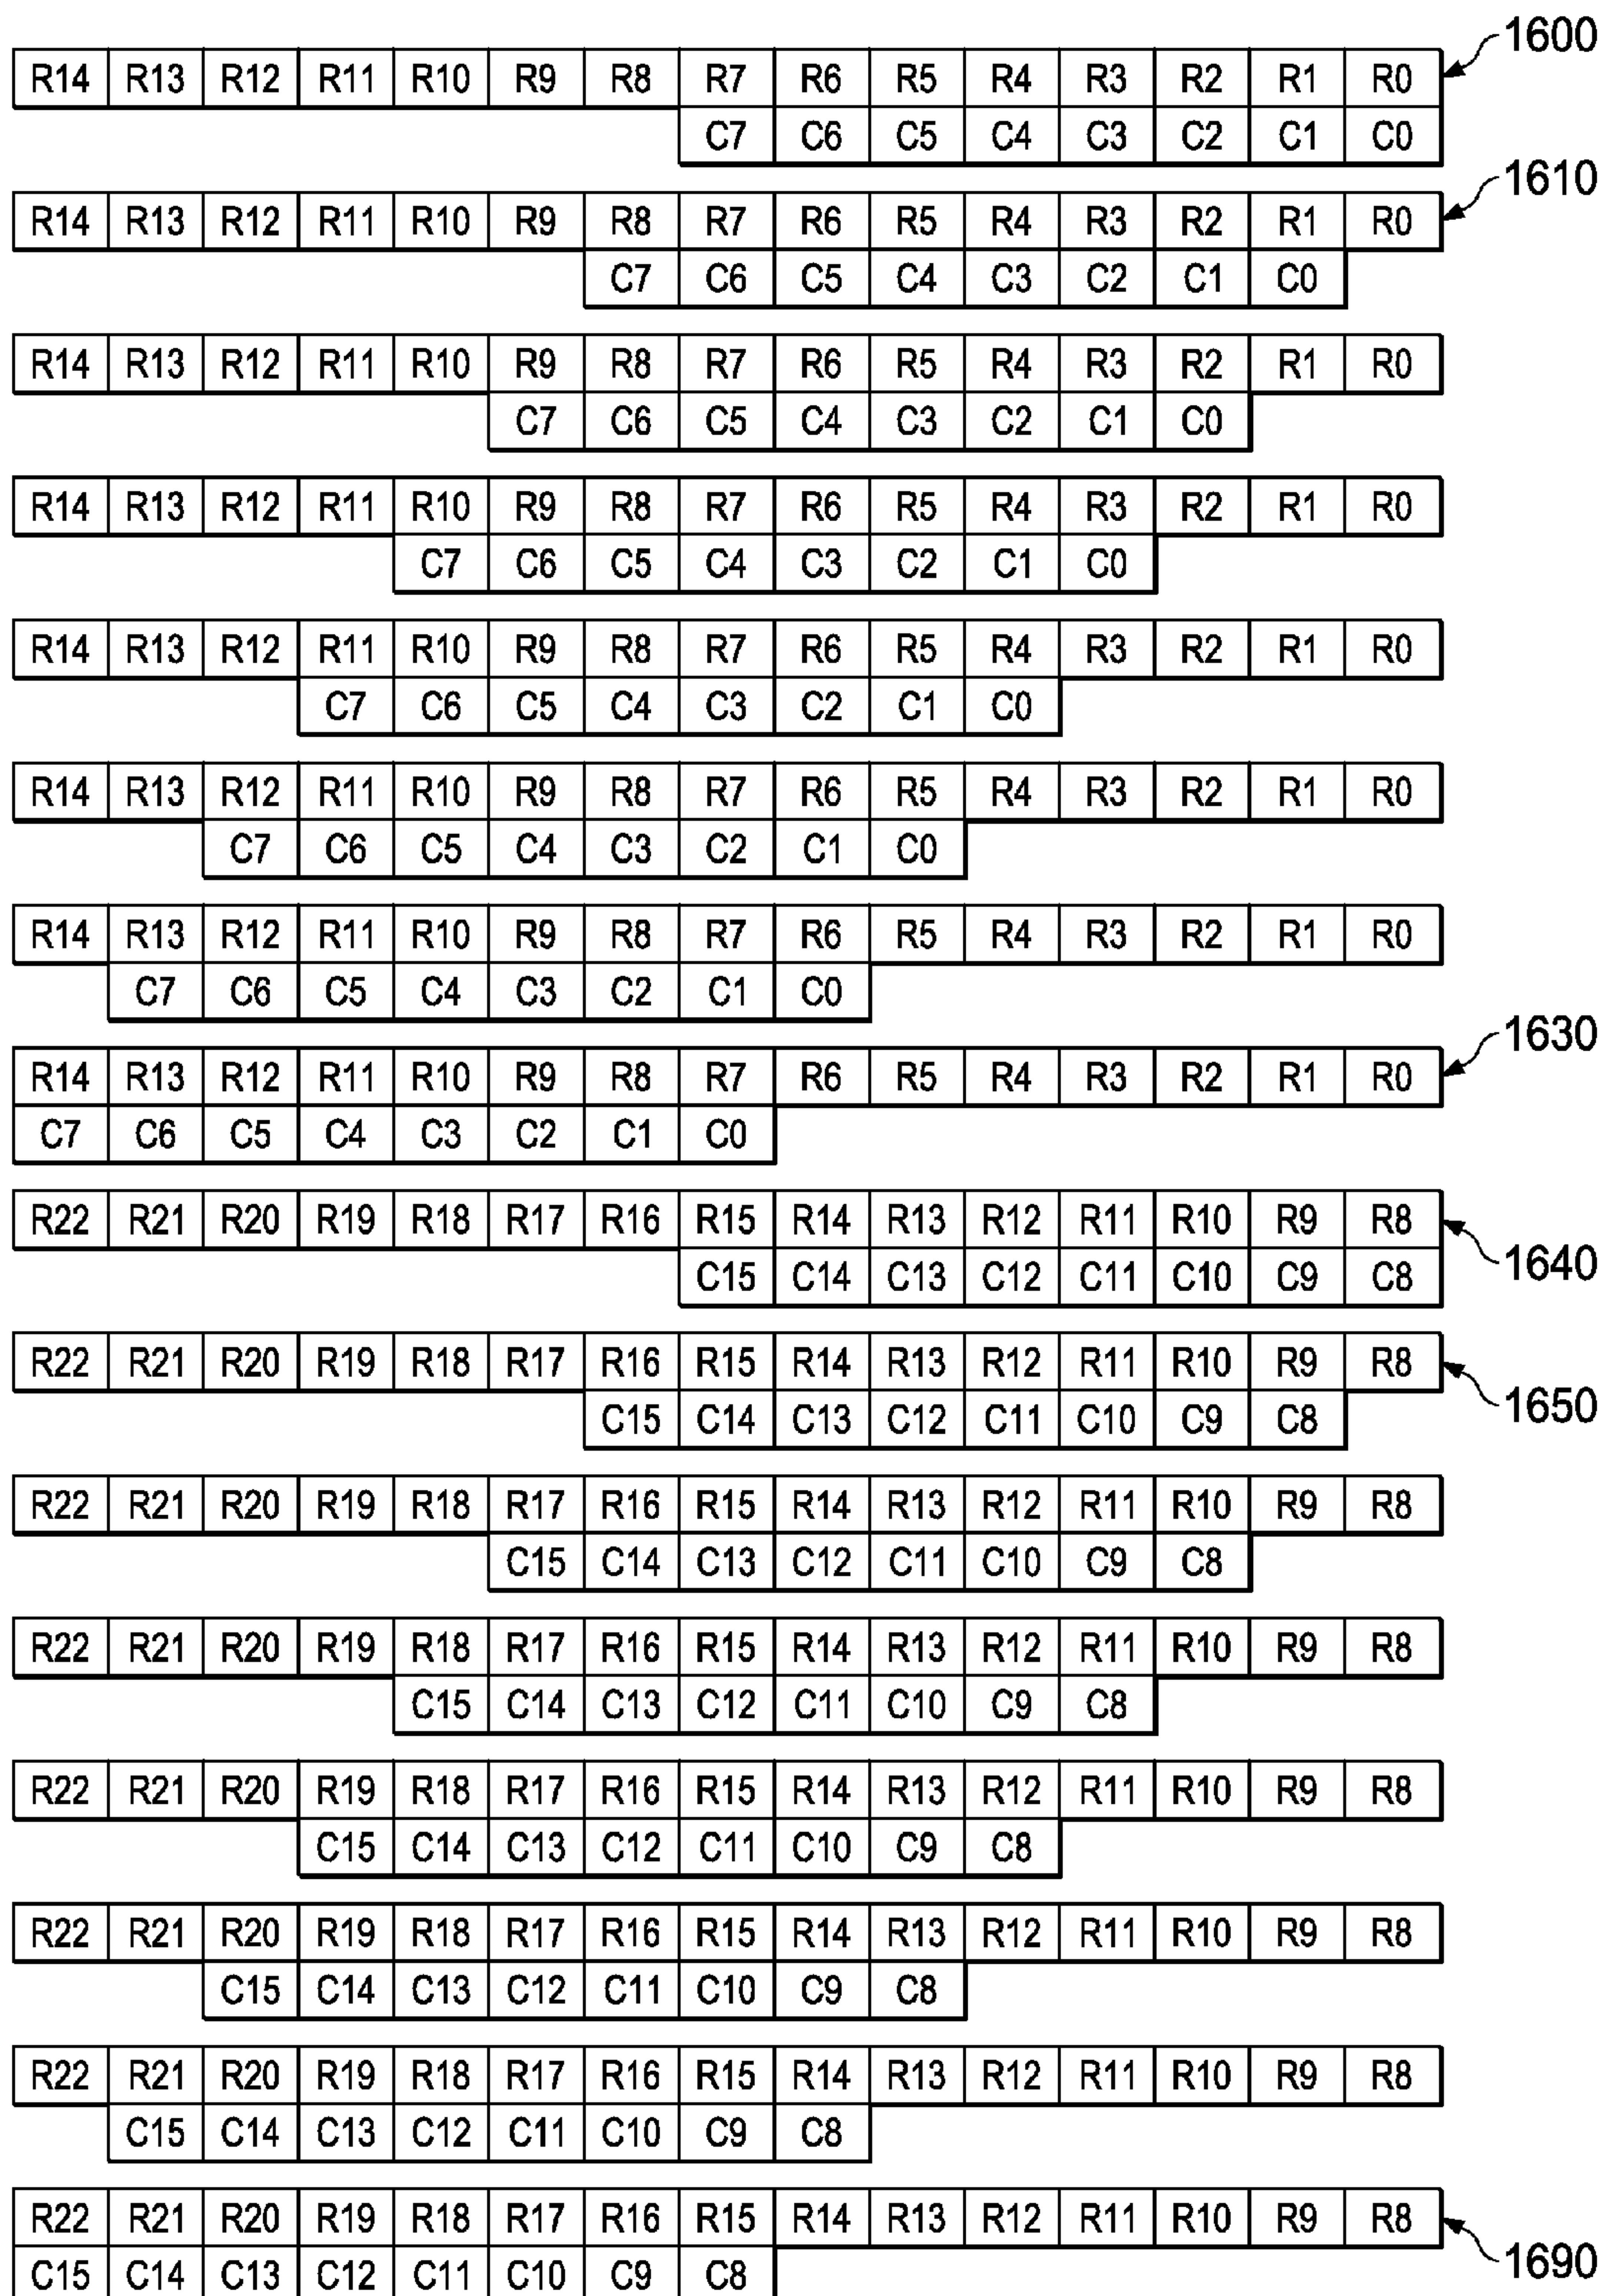 1600
R14 R13 R12 R11 R10 R9 R8 R7 R6 R5 R4 R3 R2 R1 R0
C7 C6 C5 C4 C3 C2 C1 C0
1610
R14 R13 R12 R11 R10 R9 R8 R7 R6 R5 R4 R3 R2 R1 R0
C7 C6 C5 C4 C3 C2 C1 C0
R14 R13 R12 R11 R10 R9 R8 R7 R6 R5 R4 R3 R2 R1 R0
C7 C6 C5 C4 C3 C2 C1 C0
R14 R13 R12 R11 R10 R9 R8 R7 R6 R5 R4 R3 R2 R1 R0
C7 C6 C5 C4 C3 C2 C1 C0
R14 R13 R12 R11 R10 R9 R8 R7 R6 R5 R4 R3 R2 R1 R0
C7 C6 C5 C4 C3 C2 C1 C0
R14 R13 R12 R11 R10 R9 R8 R7 R6 R5 R4 R3 R2 R1 R0
C7 C6 C5 C4 C3 C2 C1 C0
R14 R13 R12 R11 R10 R9 R8 R7 R6 R5 R4 R3 R2 R1 R0
C7 C6 C5 C4 C3 C2 C1 C0
1630
R14 R13 R12 R11 R10 R9 R8 R7 R6 R5 R4 R3 R2 R1 R0
C7 C6 C5 C4 C3 C2 C1 C0
R22 R21 R20 R19 R18 R17 R16 R15 R14 R13 R12 R11 R10 R9 R8
1640
C15 C14 C13 C12 C11 C10 C9 C8
R22 R21 R20 R19 R18 R17 R16 R15 R14 R13 R12 R11 R10 R9 R8
1650
C15 C14 C13 C12 C11 C10 C9 C8
R22 R21 R20 R19 R18 R17 R16 R15 R14 R13 R12 R11 R10 R9 R8
C15 C14 C13 C12 C11 C10 C9 C8
R22 R21 R20 R19 R18 R17 R16 R15 R14 R13 R12 R11 R10 R9 R8
C15 C14 C13 C12 C11 C10 C9 C8
R22 R21 R20 R19 R18 R17 R16 R15 R14 R13 R12 R11 R10 R9 R8
C15 C14 C13 C12 C11 C10 C9 C8
R22 R21 R20 R19 R18 R17 R16 R15 R14 R13 R12 R11 R10 R9 R8
C15 C14 C13 C12 C11 C10 C9 C8
R22 R21 R20 R19 R18 R17 R16 R15 R14 R13 R12 R11 R10 R9 R8
C15 C14 C13 C12 C11 C10 C9 C8
R22 R21 R20 R19 R18 R17 R16 R15 R14 R13 R12 R11 R10 R9 R8
1690
C15 C14 C13 C12 C11 C10 C9 C8